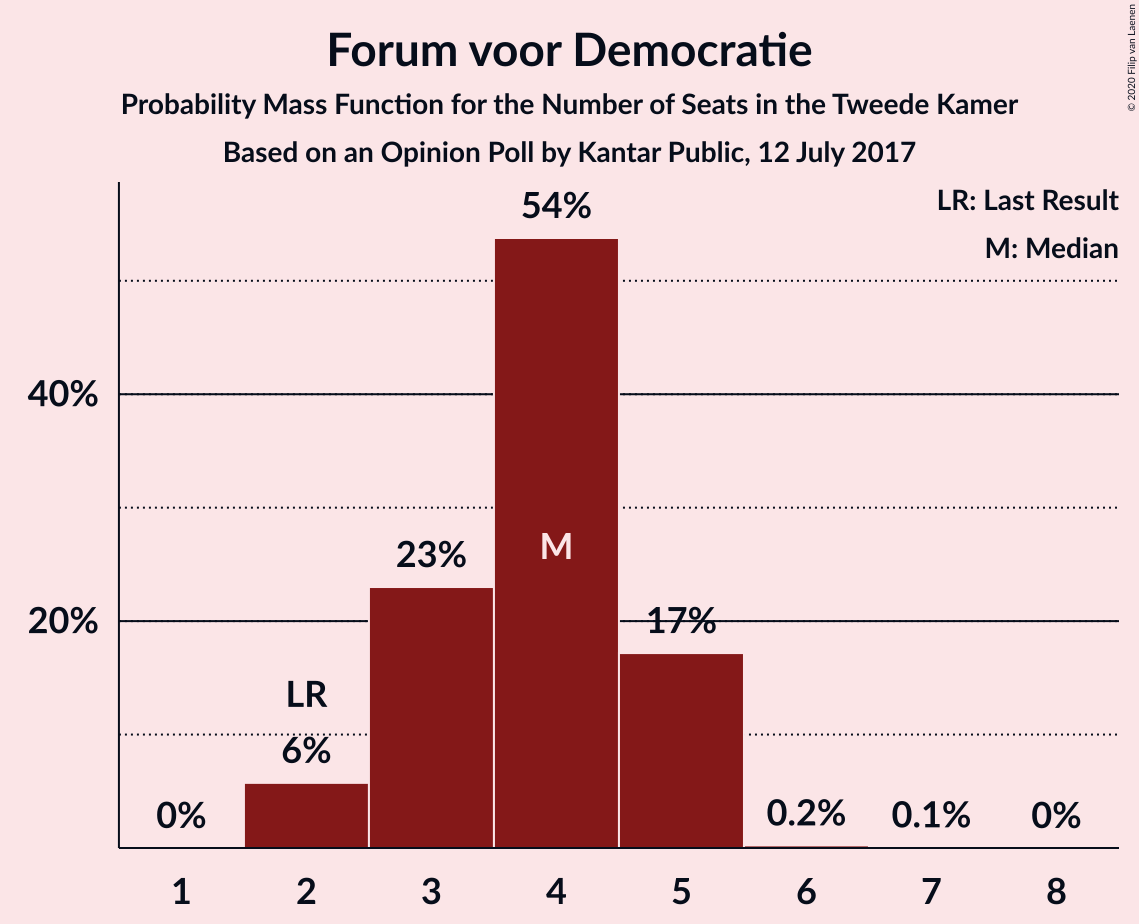 Forum voor Democratie
Probability Mass Function for the Number of Seats in the Tweede Kamer
Based on an Opinion Poll by Kantar Public, 12 July 2017
© 2020 Filip van Laenen
LR: Last Result
M: Median
54%
40%
M
23%
20%
17%
LR
6%
0%
0.2%
0.1%
0%
1 2 3 4 5 6 7 8